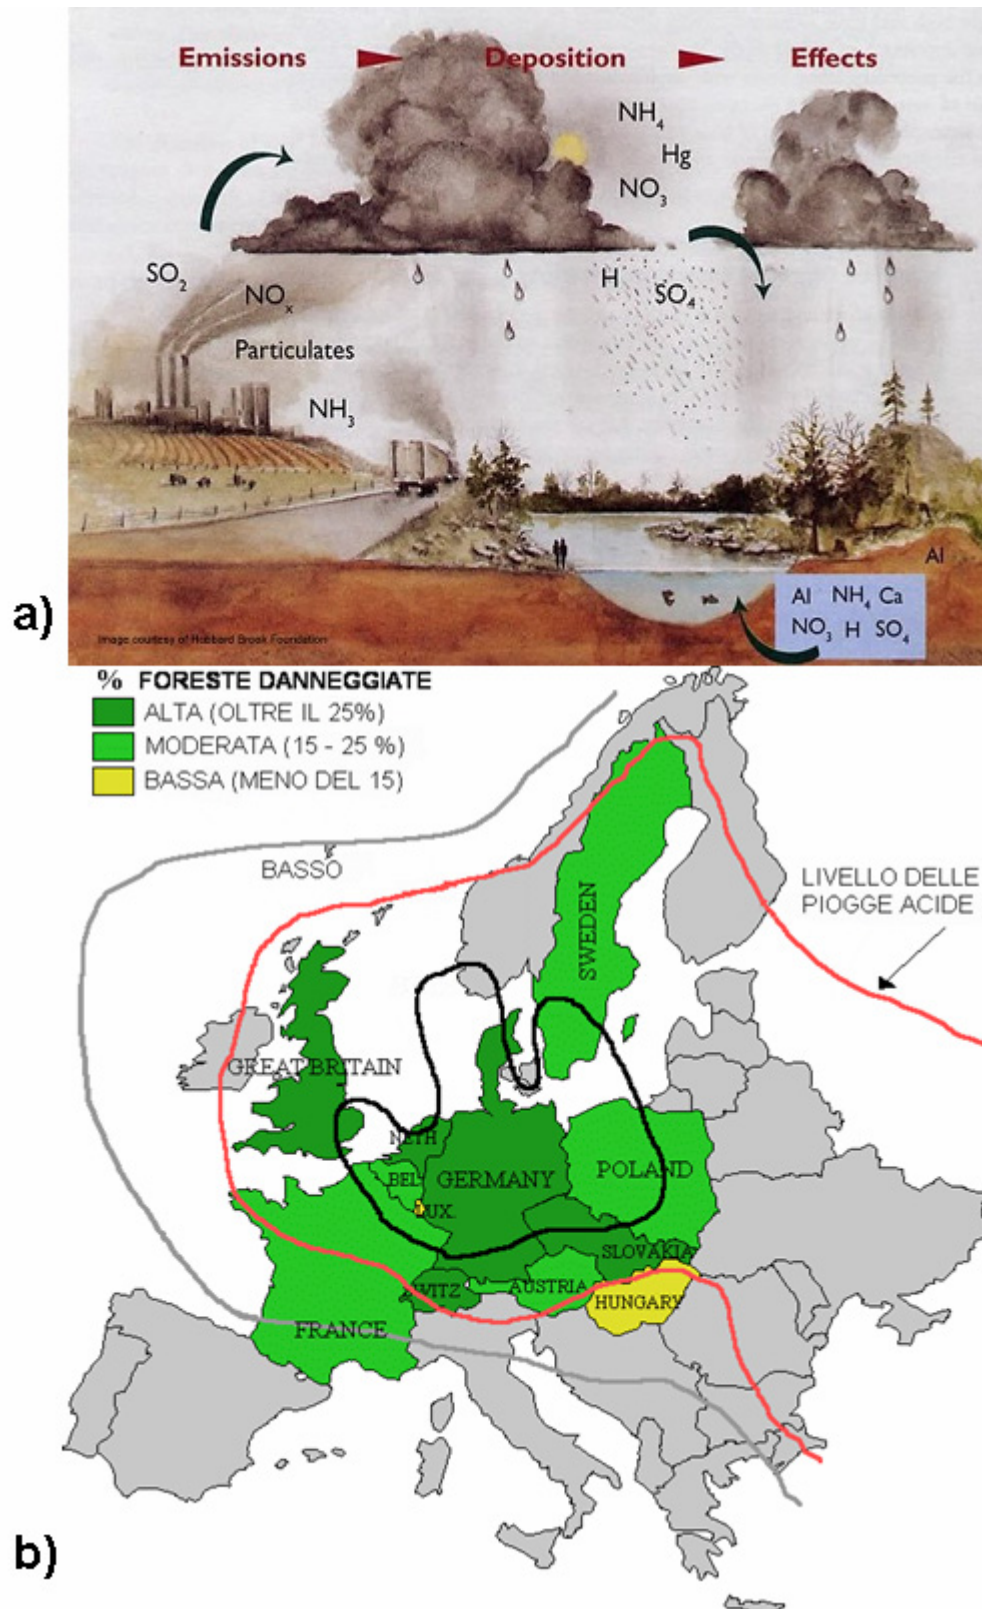 Emissions Deposition Effects
NH4
Hg
NO3
SO2
NOx
H
SO4
Particulates
NH3
Al
Al NH4 Ca
NO3 H SO4
a)
Image courtesy of Hubbard Brook Foundation
% FORESTE DANNEGGIATE
ALTA (OLTRE IL 25%)
MODERATA (15 - 25 %)
BASSA (MENO DEL 15)
BASSO
LIVELLO DELLE
PIOGGE ACIDE
SWEDEN
GREAT BRITAIN
NETH
BEL
GERMANY
POLAND
LUX.
SLOVAKIA
AUSTRIA
HUNGARY
FRANCE
b)